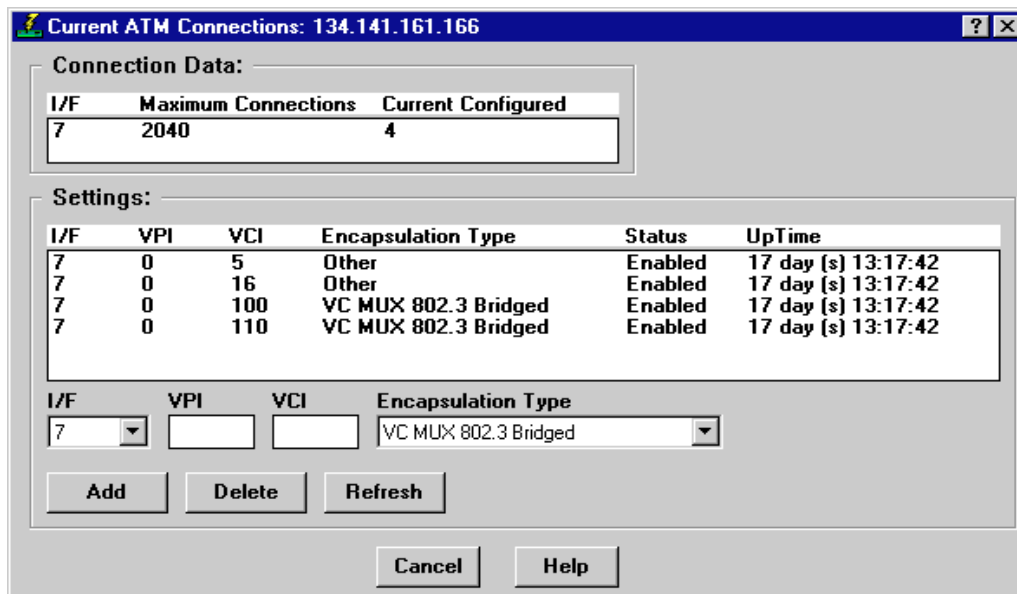 Current ATM Connections: 134.141.161.166
Connection Data:
I/F Maximum Connections Current Configured
7 2040 4
Settings:
I/F VPI VCI Encapsulation Type Status UpTime
7 0 5 Other Enabled 17 day (s) 13:17:42
7 0 16 Other Enabled 17 day (s) 13:17:42
7 0 100 VC MUX 802.3 Bridged Enabled 17 day (s) 13:17:42
7 0 110 VC MUX 802.3 Bridged Enabled 17 day (s) 13:17:42
I/F VPI VCI Encapsulation Type
7 VC MUX 802.3 Bridged
Add Delete Refresh
Cancel Help